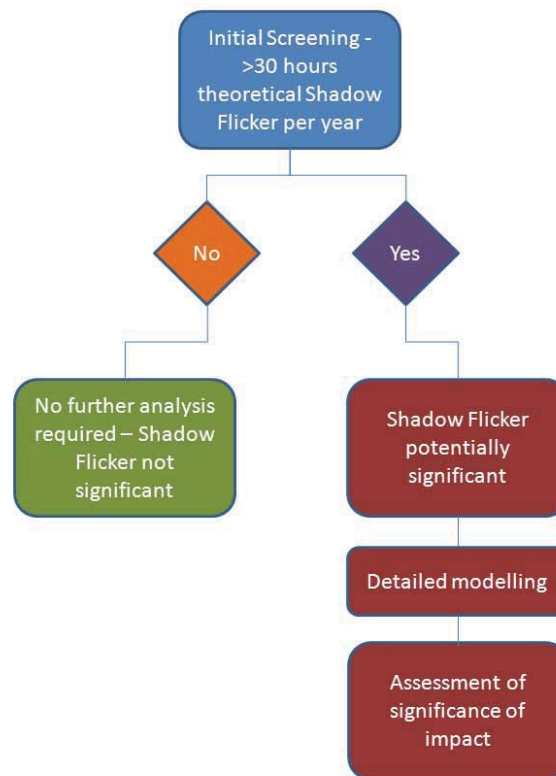 Initial Screening -
>30 hours
theoretical Shadow
Flicker per year
No
Yes
No further analysis
required – Shadow
Flicker not
significant
Shadow Flicker
potentially
significant
Detailed modelling
Assessment of
significance of
impact